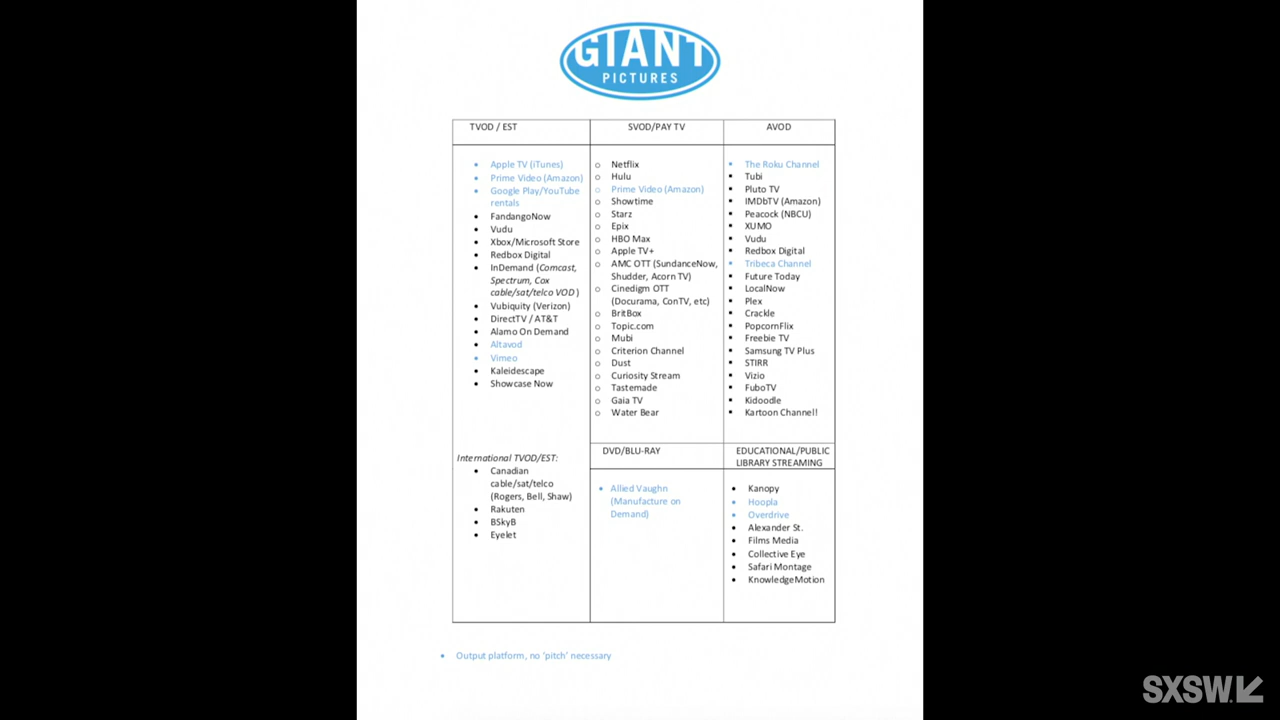 GIANT
PICTURES
TVOD / EST
Apple TV (iTunes)
Prime Video (Amazon)
Google Play/YouTube
rentals
FandangoNow
Vudu
Xbox/Microsoft Store
Redbox Digital
InDemand (Comcast,
Spectrum, Cox
cable/sat/telco VOD )
Vubiquity (Verizon)
DirectTV / AT&T
Alamo On Demand
Altavod
Vimeo
Kaleidescape
Showcase Now
International TVOD/EST:
Canadian
cable/sat/telco
(Rogers, Bell, Shaw)
Rakuten
BSkyB
Eyelet
SVOD/PAY TV
Netflix
Hulu
Prime Video (Amazon)
Showtime
Starz
Epix
HBO Max
Apple TV+
AMC OTT (SundanceNow,
Shudder, Acorn TV)
Cinedigm OTT
(Docurama, ConTV, etc)
BritBox
Topic.com
Mubi
Criterion Channel
Dust
Curiosity Stream
Tastemade
Gaia TV
Water Bear
DVD/BLU-RAY
Allied Vaughn
(Manufacture on
Demand)
AVOD
The Roku Channel
Tubi
Pluto TV
IMDbTV (Amazon)
Peacock (NBCU)
XUMO
Vudu
Redbox Digital
Tribeca Channel
Future Today
LocalNow
Plex
Crackle
PopcornFlix
Freebie TV
Samsung TV Plus
STIRR
Vizio
FuboTV
Kidoodle
Kartoon Channel!
EDUCATIONAL/PUBLIC
LIBRARY STREAMING
Kanopy
Hoopla
Overdrive
Alexander St.
Films Media
Collective Eye
Safari Montage
KnowledgeMotion
Output platform, no ‘pitch’ necessary
SXSW.